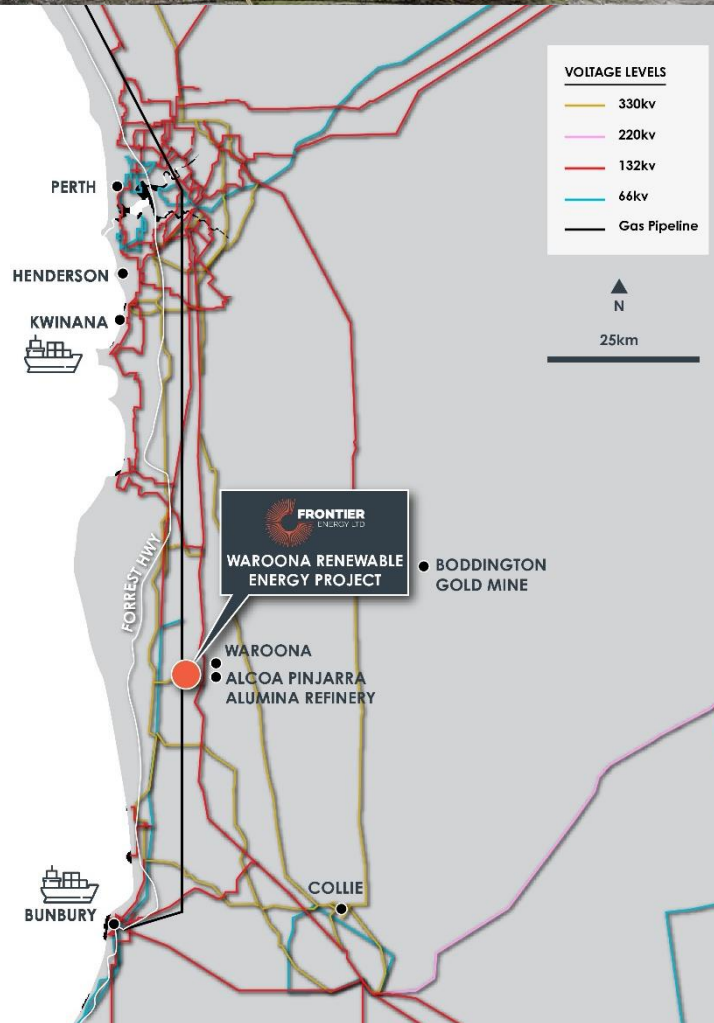 VOLTAGE LEVELS
330kv
220kv
132kv
66kv
Gas Pipeline
N
25km
PERTH
HENDERSON
KWINANA
FORREST HWY
FRONTIER
ENERGY LTD
WAROONA RENEWABLE
ENERGY PROJECT
BODDINGTON
GOLD MINE
WAROONA
ALCOA PINJARRA
ALUMINA REFINERY
COLLIE
BUNBURY